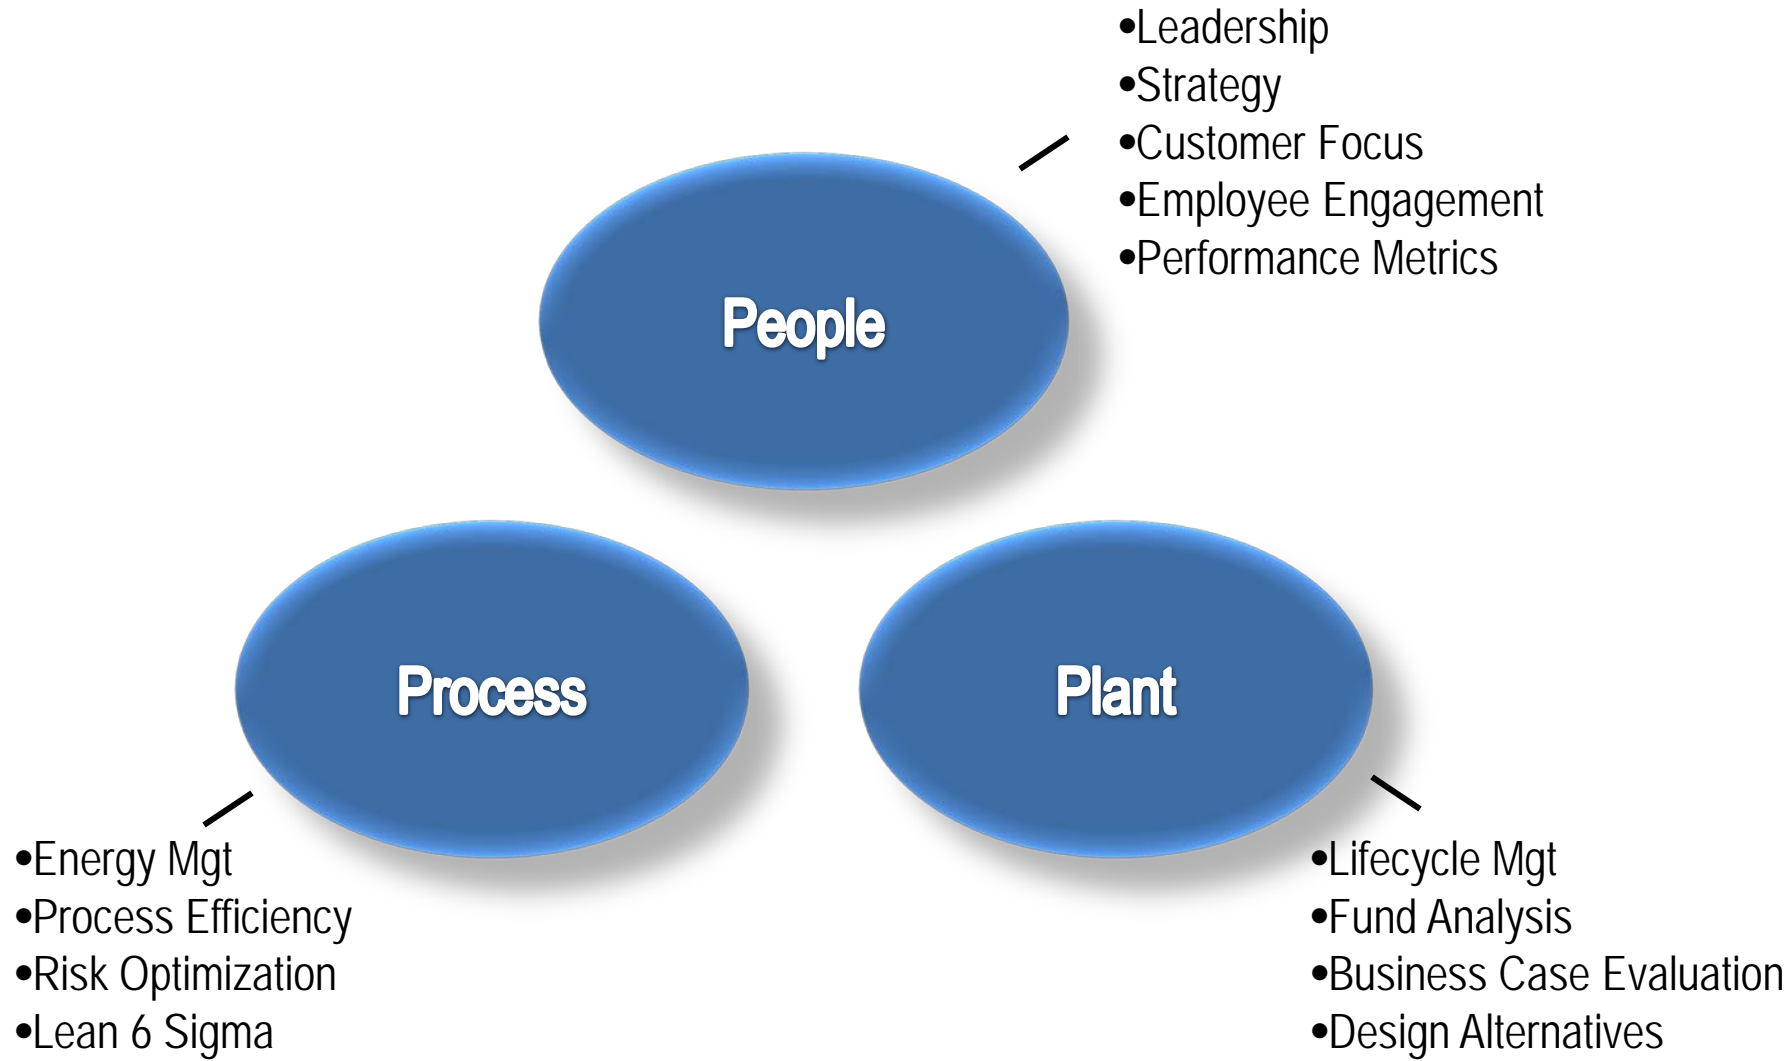 •Leadership
•Strategy
•Customer Focus
•Employee Engagement
•Performance Metrics
People
Process
Plant
•Energy Mgt
•Process Efficiency
•Risk Optimization
•Lean 6 Sigma
•Lifecycle Mgt
•Fund Analysis
•Business Case Evaluation
•Design Alternatives